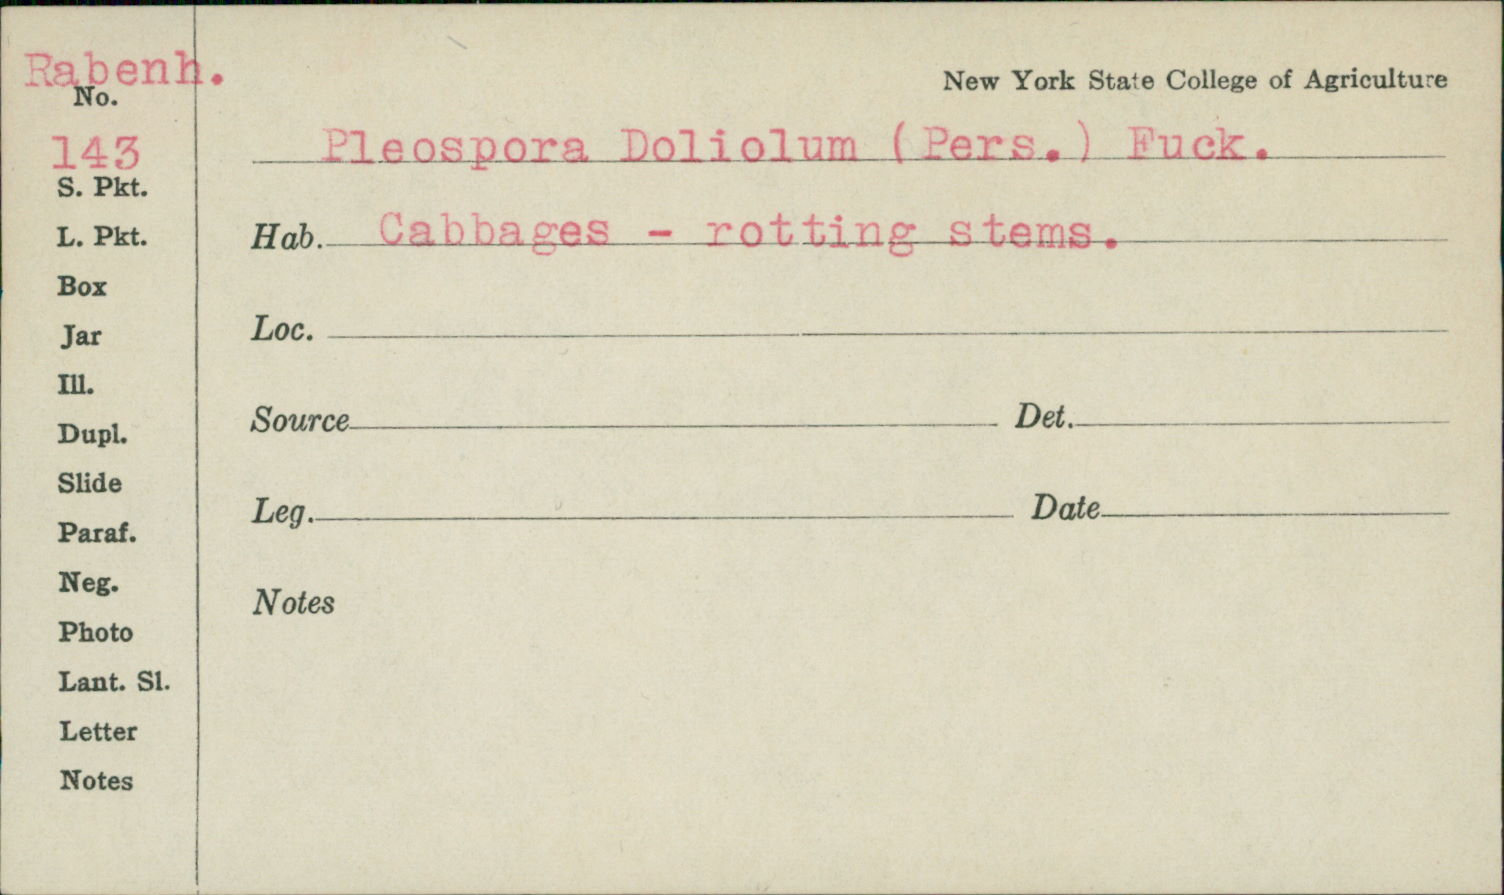 Rabenh.
New York State College of Agriculture
No.
143
Pleospora Doliolum (Pers.) Fuck.
S. Pkt.
L. Pkt.
Hab. Cabbages - rotting stems.
Box
Jar
Loc.
Ill.
Dupl.
Source Det.
Slide
Paraf.
Leg. Date
Neg.
Notes
Photo
Lant. Sl.
Letter
Notes